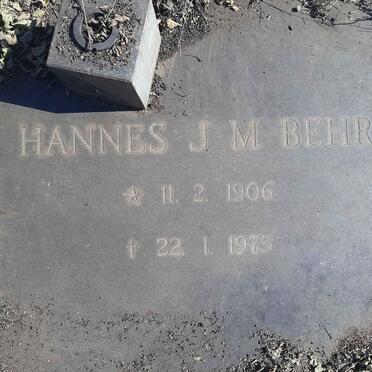 HANNES J. M. BEHR
☆ 11. 2. 1906
† 22. 1. 1975